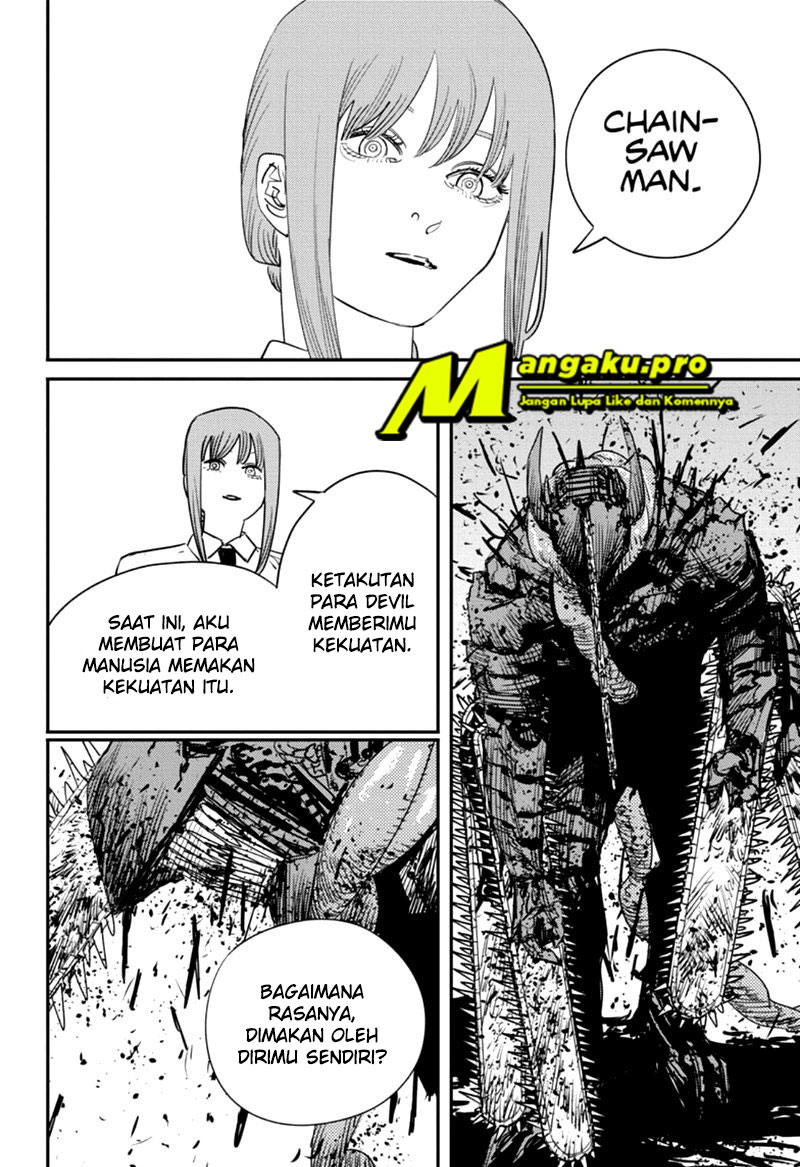 CHAIN-
SAW
MAN.
Mangaku.pro
Jangan Lupa Like dan Komennya
KETAKUTAN
PARA DEVIL
MEMBERIMU
KEKUATAN.
SAAT INI, AKU
MEMBUAT PARA
MANUSIA MEMAKAN
KEKUATAN ITU.
BAGAIMANA
RASANYA,
DIMAKAN OLEH
DIRIMU SENDIRI?